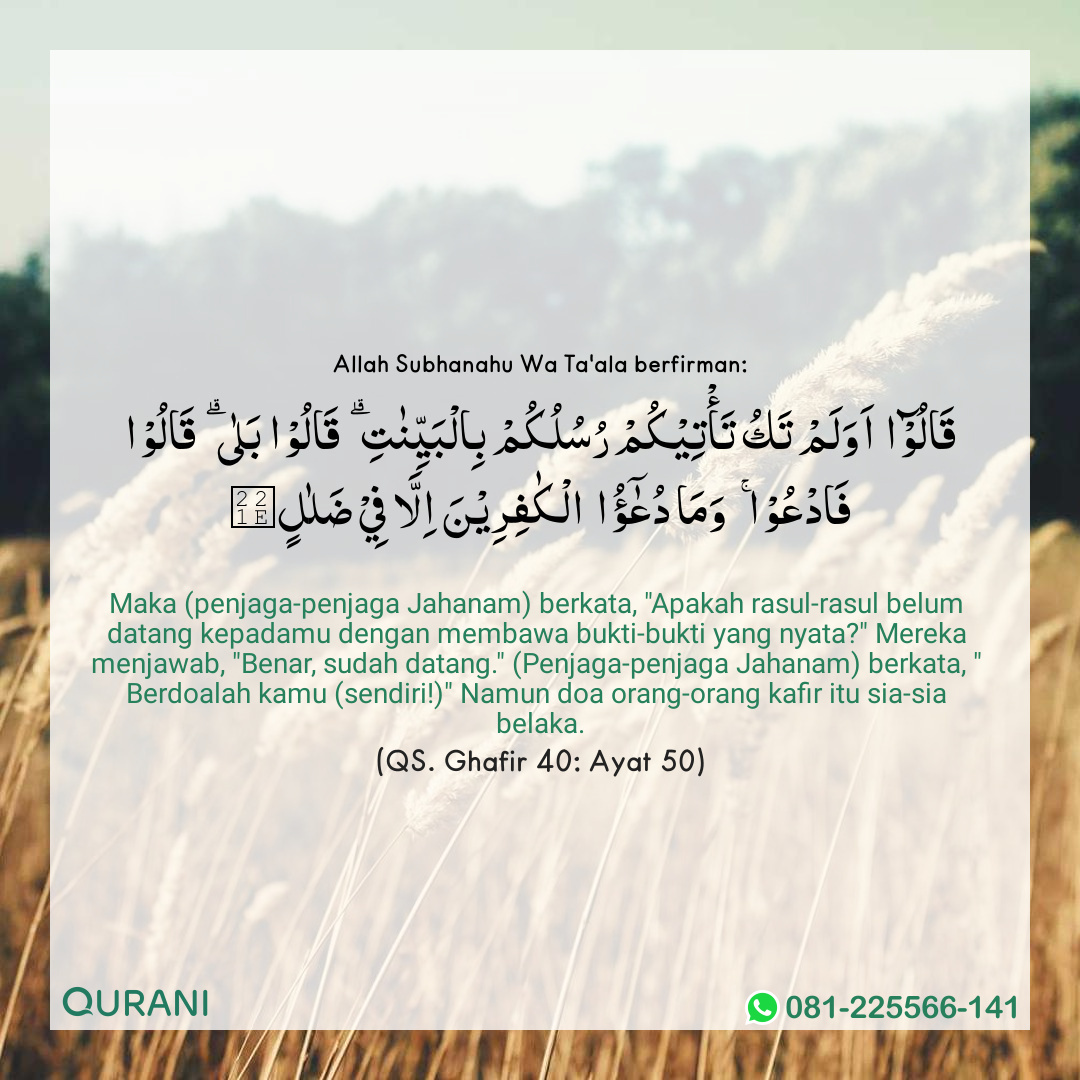 Allah Subhanahu Wa Ta'ala berfirman:
قَالُوْۤا اَوَلَمْ تَكُ تَأْتِيْكُمْ رُسُلُكُمْ بِالْبَيِّنٰتِ ۗ قَالُوْا بَلٰى ۗ قَالُوْا
فَادْعُوْا ۚ وَمَا دُعٰٓؤُا الْكٰفِرِيْنَ اِلَّا فِيْ ضَلٰلٍ∞
Maka (penjaga-penjaga Jahanam) berkata, "Apakah rasul-rasul belum
datang kepadamu dengan membawa bukti-bukti yang nyata?" Mereka
menjawab, "Benar, sudah datang." (Penjaga-penjaga Jahanam) berkata, "
Berdoalah kamu (sendiri!)" Namun doa orang-orang kafir itu sia-sia
belaka.
(QS. Ghafir 40: Ayat 50)
QURANI
081-225566-141